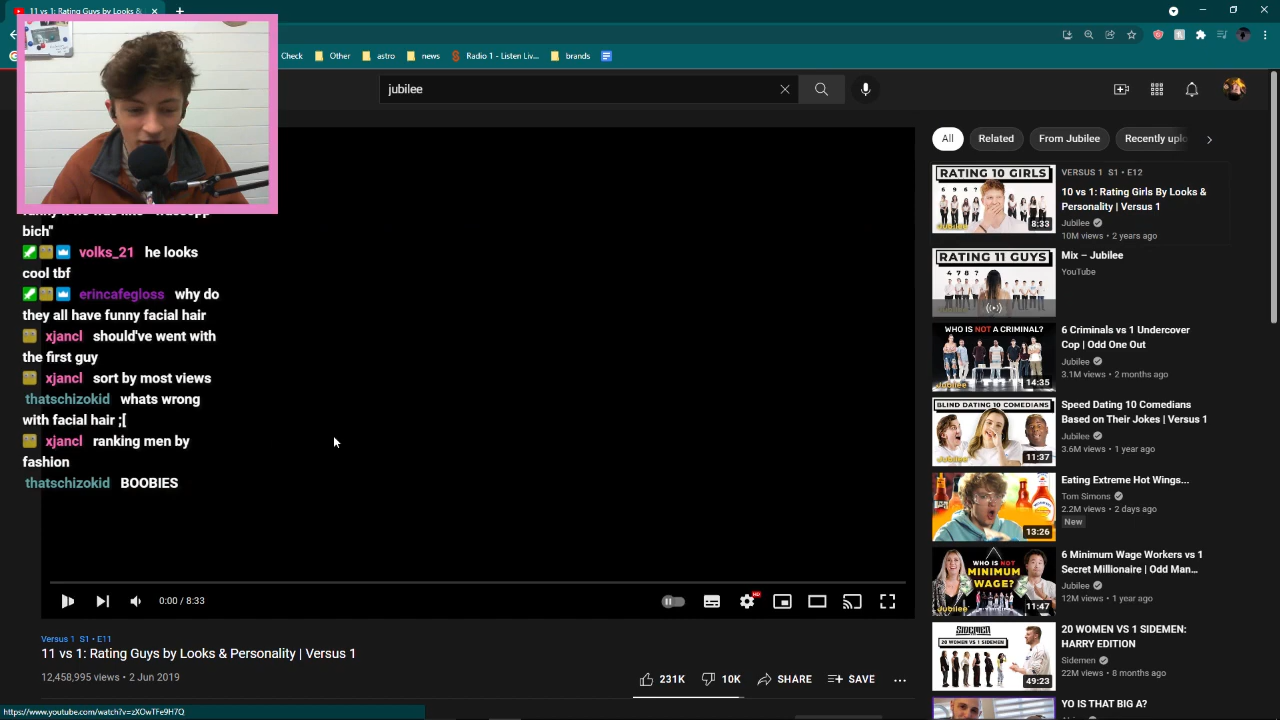 11 vs 1: Rating Guys by Looks &
Check
Other
astro
news
Radio 1 - Listen Liv...
brands
jubilee
bich"
volks_21 he looks
cool tbf
erincafegloss why do
they all have funny facial hair
xjancl should've went with
the first guy
xjancl sort by most views
thatschizokid whats wrong
with facial hair ;[
xjancl ranking men by
fashion
thatschizokid BOOBIES
0:00 / 8:33
HD
Versus 1 S1 • E11
11 vs 1: Rating Guys by Looks & Personality | Versus 1
12,458,995 views • 2 Jun 2019
231K
10K
SHARE
SAVE
https://www.youtube.com/watch?v=zXOwTFe9H7Q
All
Related
From Jubilee
Recently uplo
RATING 10 GIRLS
6 9 6 ?
Jubilee
8:33
VERSUS 1 S1 • E12
10 vs 1: Rating Girls By Looks &
Personality | Versus 1
Jubilee
10M views • 2 years ago
RATING 11 GUYS
4 7 8 ?
Mix – Jubilee
YouTube
WHO IS NOT A CRIMINAL?
Jubilee
14:35
6 Criminals vs 1 Undercover
Cop | Odd One Out
Jubilee
3.1M views • 2 months ago
BLIND DATING 10 COMEDIANS
Jubilee
11:37
Speed Dating 10 Comedians
Based on Their Jokes | Versus 1
Jubilee
3.6M views • 1 year ago
13:26
Eating Extreme Hot Wings...
Tom Simons
2.2M views • 2 days ago
New
WHO IS NOT
MINIMUM
WAGE?
Jubilee
11:47
6 Minimum Wage Workers vs 1
Secret Millionaire | Odd Man...
Jubilee
12M views • 1 year ago
SIDEMEN
20 WOMEN VS 1 SIDEMEN
49:23
20 WOMEN VS 1 SIDEMEN:
HARRY EDITION
Sidemen
22M views • 8 months ago
YO IS THAT BIG A?